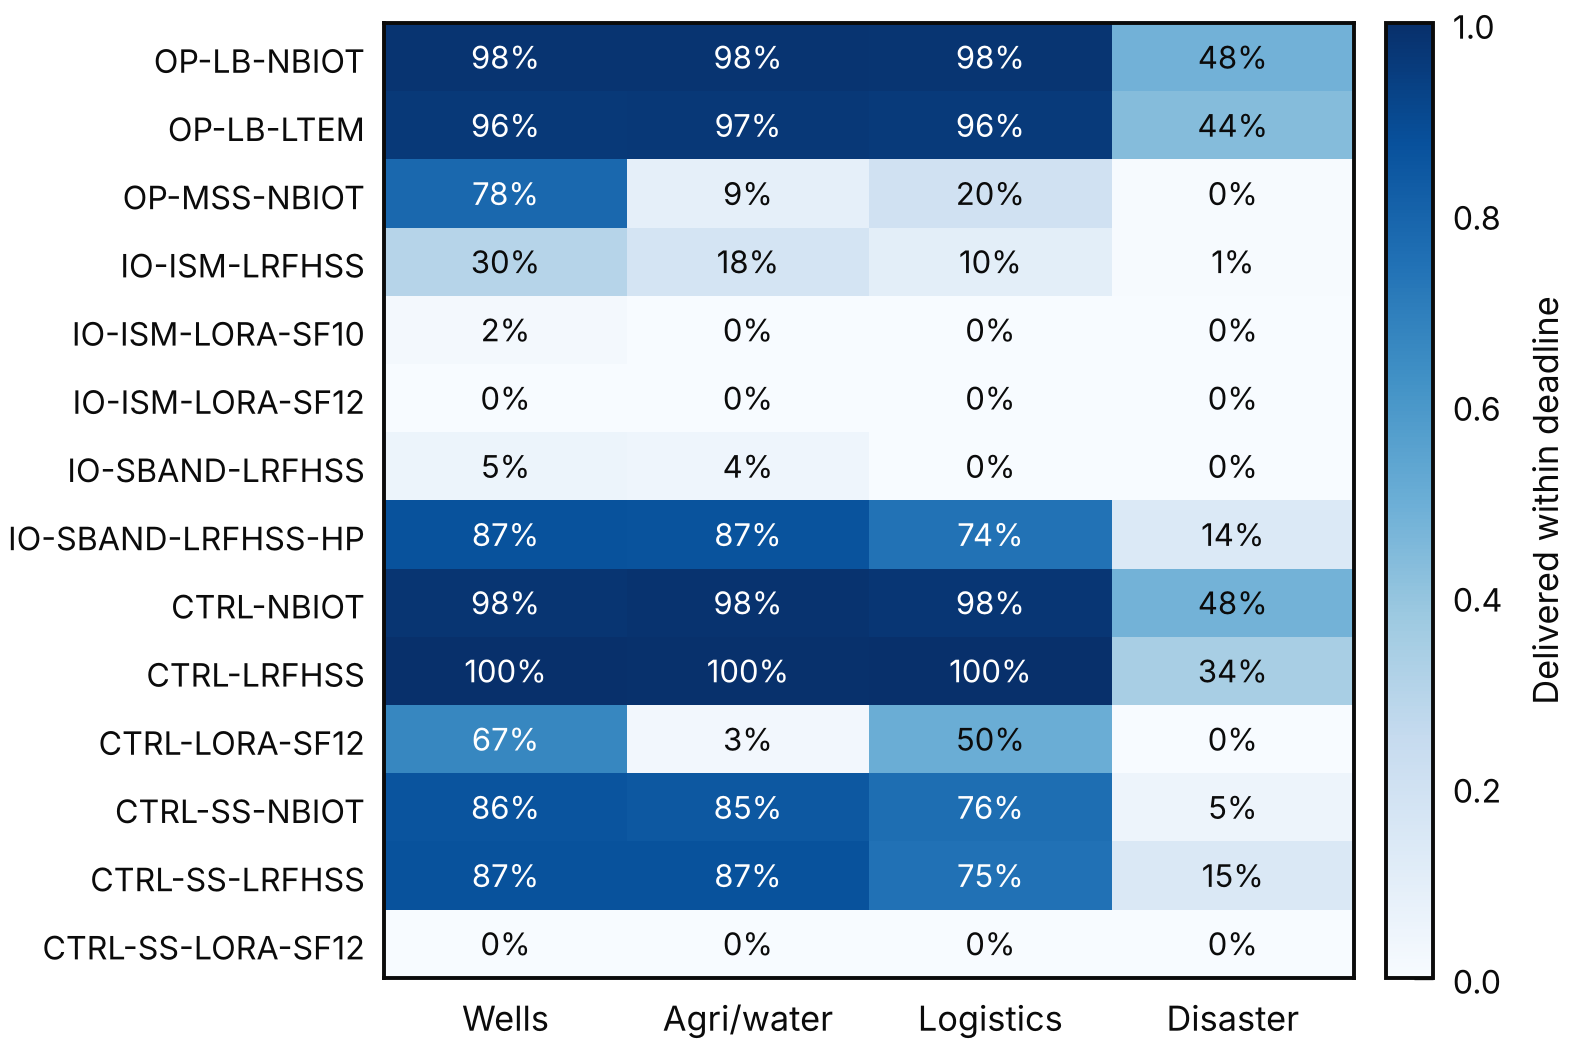 OP-LB-NBIOT 98% 98% 98% 48%
OP-LB-LTEM 96% 97% 96% 44%
OP-MSS-NBIOT 78% 9% 20% 0%
IO-ISM-LRFHSS 30% 18% 10% 1%
IO-ISM-LORA-SF10 2% 0% 0% 0%
IO-ISM-LORA-SF12 0% 0% 0% 0%
IO-SBAND-LRFHSS 5% 4% 0% 0%
IO-SBAND-LRFHSS-HP 87% 87% 74% 14%
CTRL-NBIOT 98% 98% 98% 48%
CTRL-LRFHSS 100% 100% 100% 34%
CTRL-LORA-SF12 67% 3% 50% 0%
CTRL-SS-NBIOT 86% 85% 76% 5%
CTRL-SS-LRFHSS 87% 87% 75% 15%
CTRL-SS-LORA-SF12 0% 0% 0% 0%
Wells Agri/water Logistics Disaster
1.0
0.8
0.6
0.4
0.2
0.0
Delivered within deadline